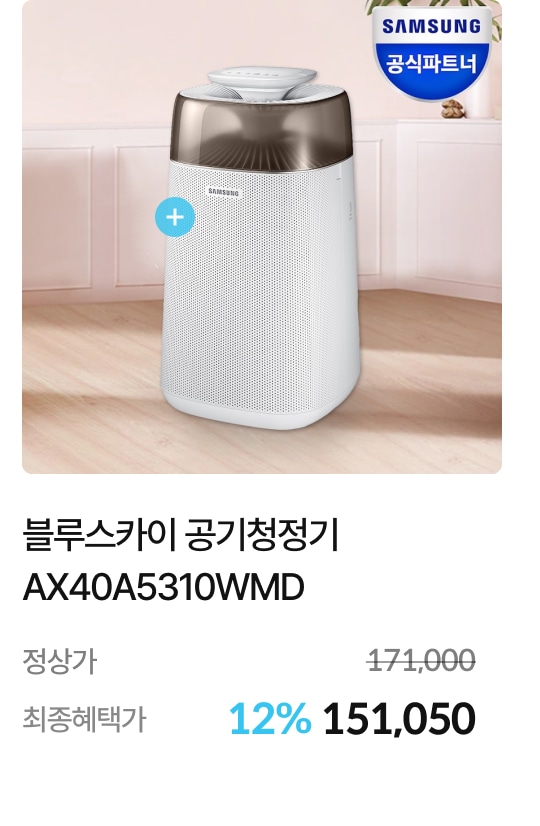 SAMSUNG
공식파트너
SAMSUNG
블루스카이 공기청정기
AX40A5310WMD
정상가 171,000
최종혜택가 12% 151,050